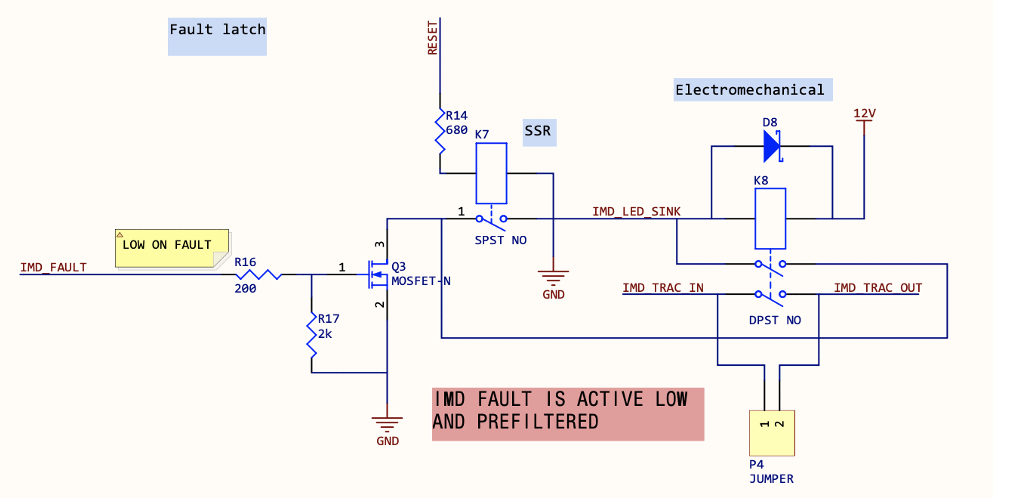 Fault latch
RESET
Electromechanical
12V
D8
R14
680
K7
SSR
K8
1
IMD_LED_SINK
SPST NO
LOW ON FAULT
3
IMD_FAULT
R16
200
1
Q3
MOSFET-N
2
GND
IMD_TRAC_IN
IMD_TRAC_OUT
DPST NO
R17
2k
IMD FAULT IS ACTIVE LOW
AND PREFILTERED
GND
1
2
P4
JUMPER